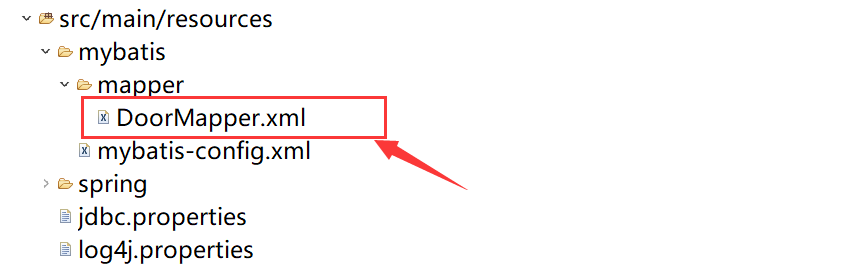 src/main/resources
mybatis
mapper
DoorMapper.xml
mybatis-config.xml
spring
jdbc.properties
log4j.properties